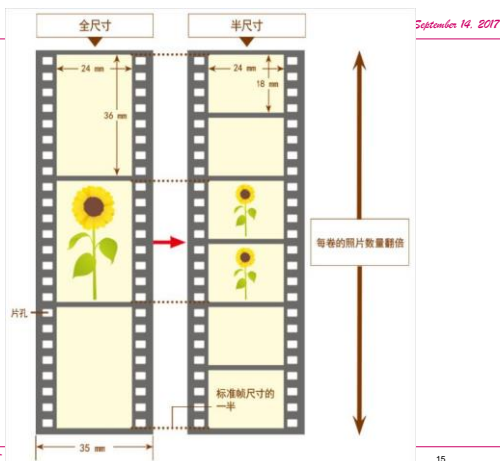 全尺寸
半尺寸
September 14, 2017
24 mm
36 mm
24 mm
18 mm
每卷的照片数量翻倍
片孔
标准帧尺寸的
一半
35 mm
15